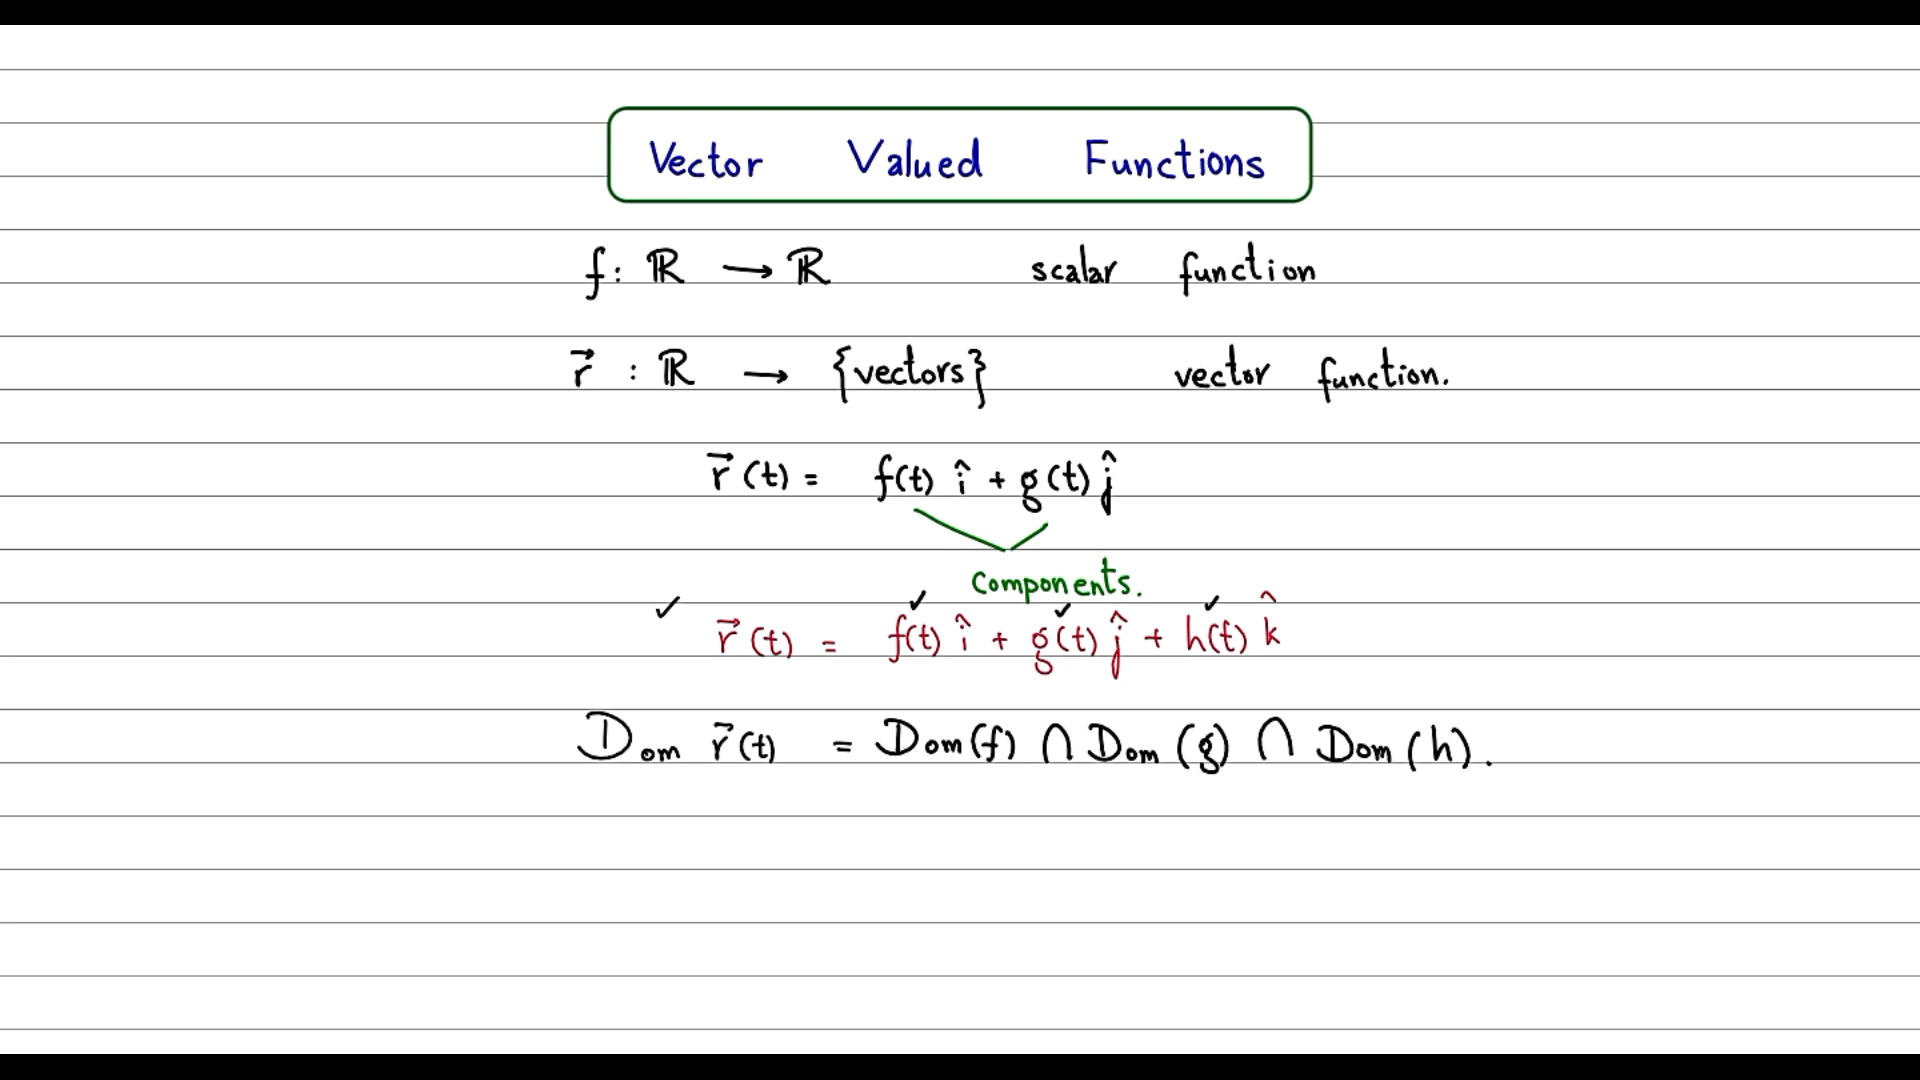 Vector Valued Functions
f: ℝ → ℝ scalar function
r⃗ : ℝ → {vectors} vector function.
r⃗(t) = f(t) î + g(t) ĵ
components.
✓ r⃗(t) = f(t) î + g(t) ĵ + h(t) k̂
Dom r⃗(t) = Dom(f) ∩ Dom(g) ∩ Dom(h).